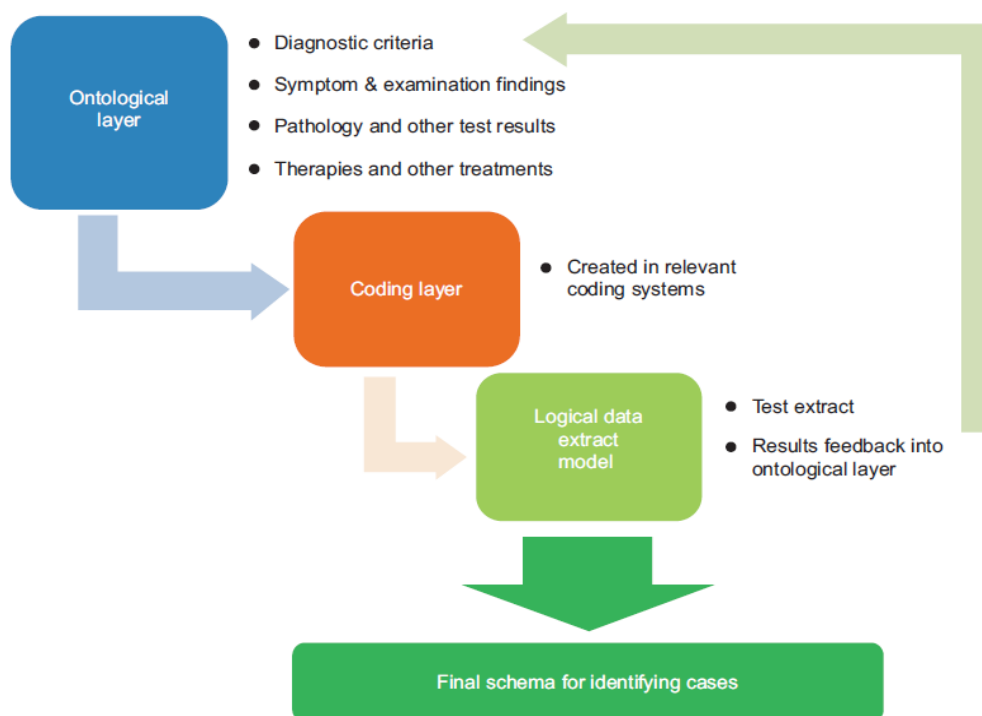 Ontological
layer
● Diagnostic criteria
● Symptom & examination findings
● Pathology and other test results
● Therapies and other treatments
Coding layer
● Created in relevant
coding systems
Logical data
extract
model
● Test extract
● Results feedback into
ontological layer
Final schema for identifying cases